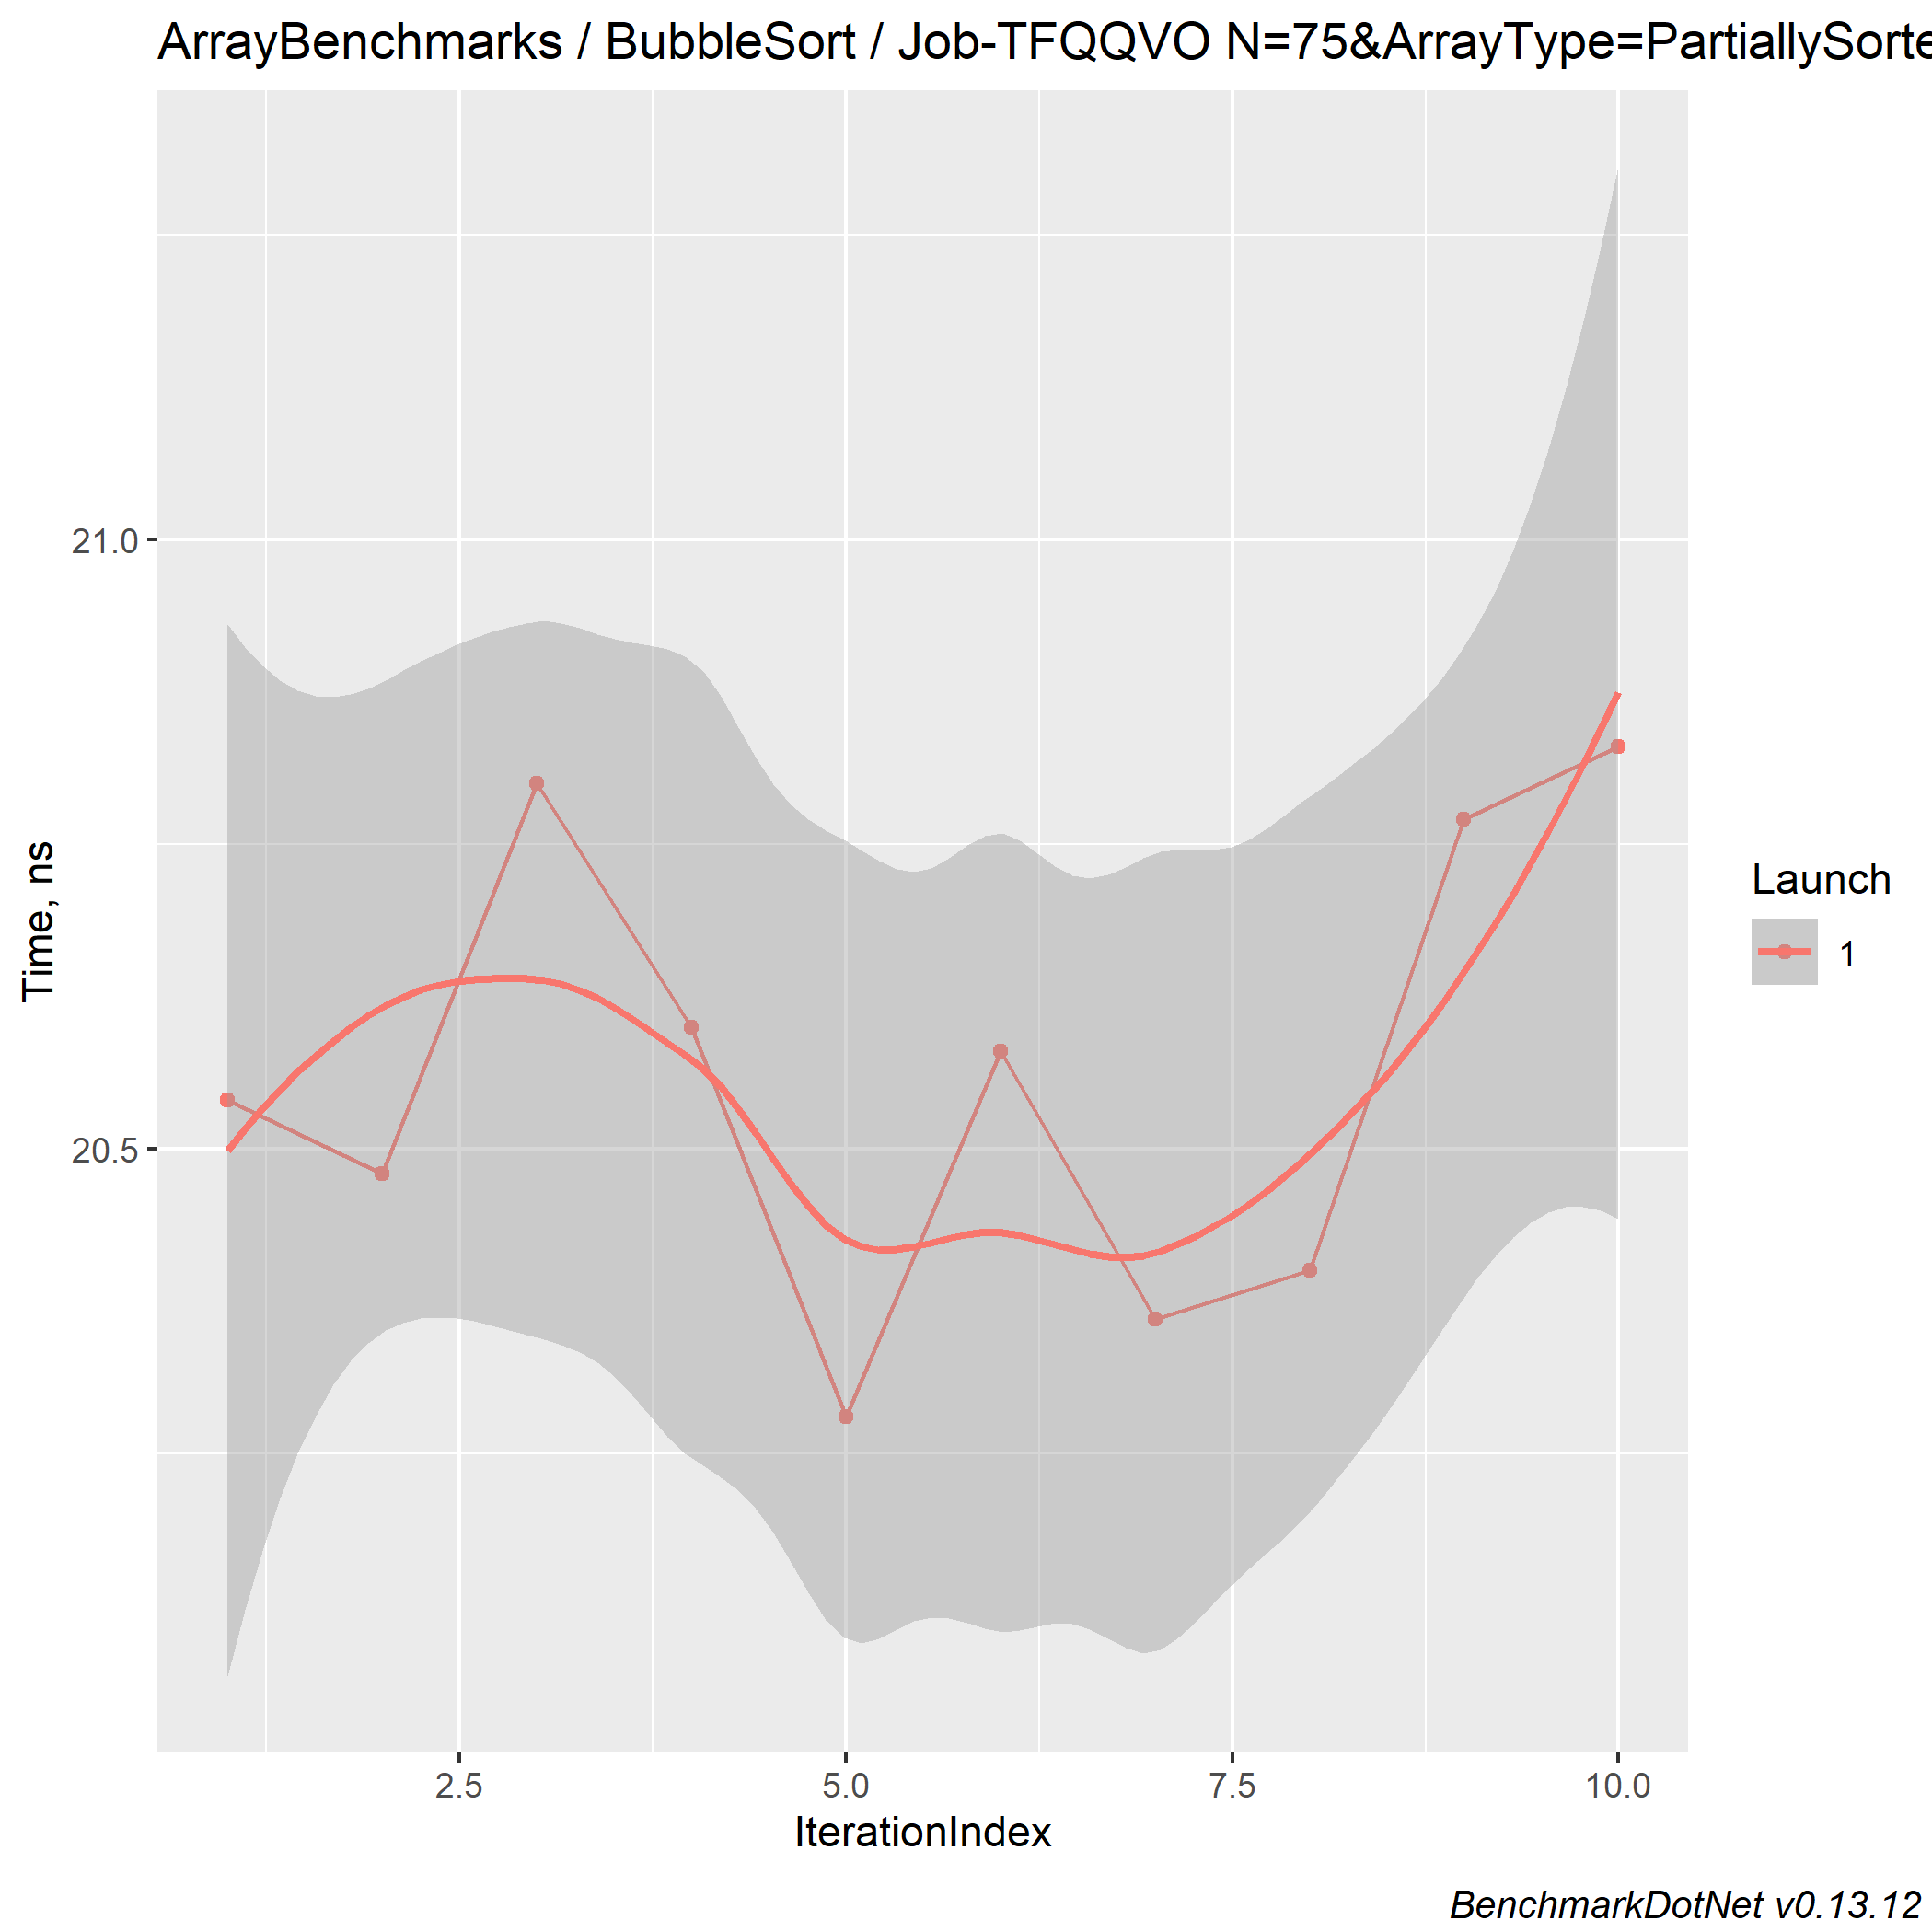 ArrayBenchmarks / BubbleSort / Job-TFQQVO N=75&ArrayType=PartiallySorte
21.0
20.5
Time, ns
2.5 5.0 7.5 10.0
IterationIndex
Launch
1
BenchmarkDotNet v0.13.12